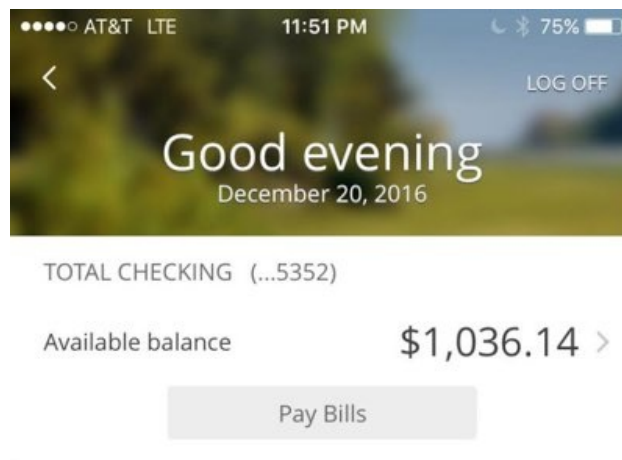 AT&T LTE 11:51 PM 75%
LOG OFF
Good evening
December 20, 2016
TOTAL CHECKING (...5352)
Available balance $1,036.14
Pay Bills